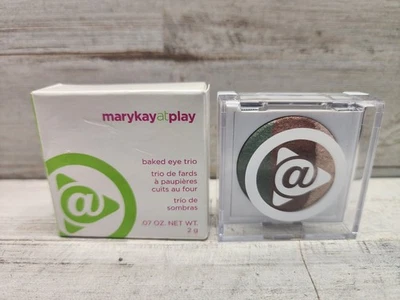 marykayatplay
baked eye trio
trio de fards
à paupières
cuits au four
trio de
sombras
.07 OZ. NET WT.
2 g
@
@